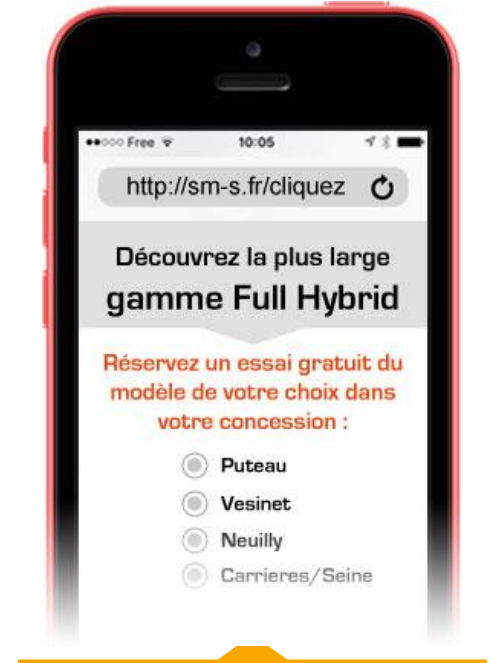 Free 10:05
http://sm-s.fr/cliquez
Découvrez la plus large
gamme Full Hybrid
Réservez un essai gratuit du
modèle de votre choix dans
votre concession :
Puteau
Vesinet
Neuilly
Carrieres/Seine